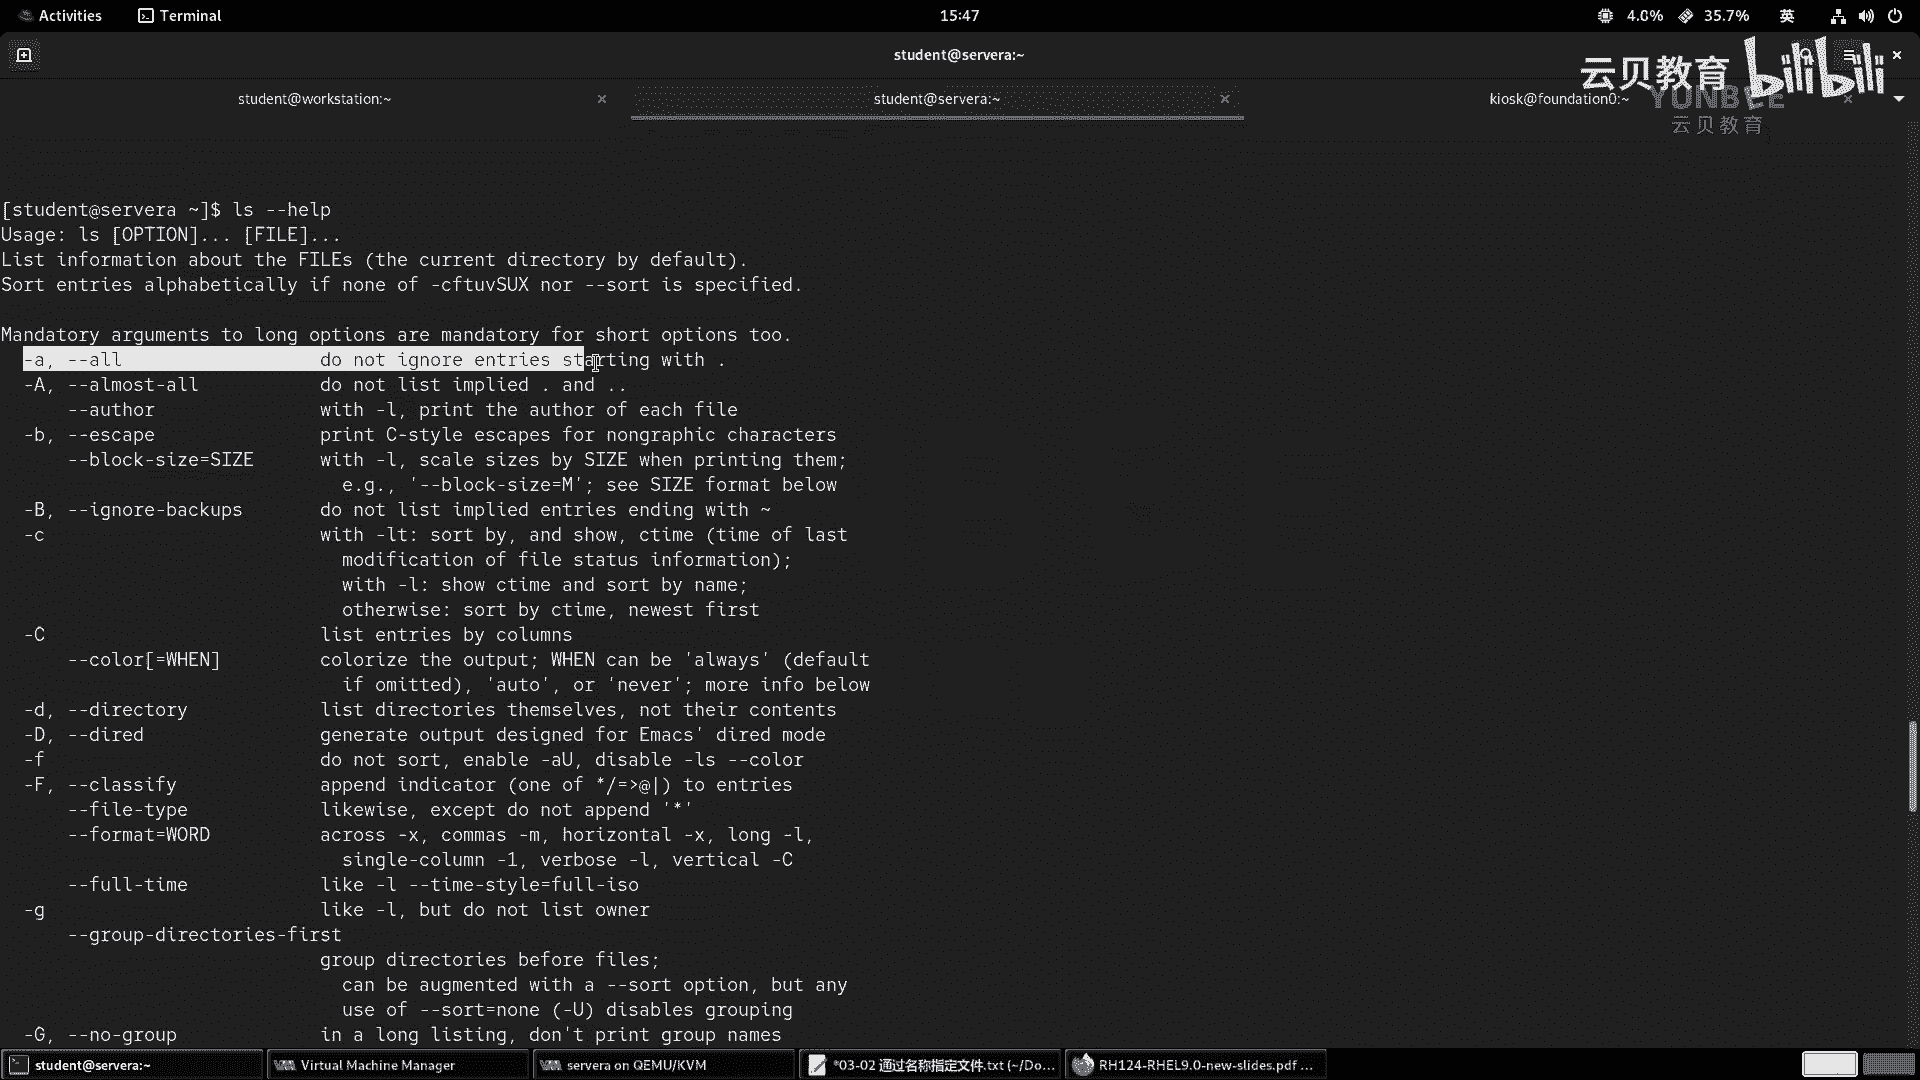 Activities Terminal 15:47 4.0% 35.7% 英
student@servera:~
云贝教育 bilibili
student@workstation:~ student@servera:~ kiosk@foundation0:~
YUNBEE
云贝教育
[student@servera ~]$ ls --help
Usage: ls [OPTION]... [FILE]...
List information about the FILEs (the current directory by default).
Sort entries alphabetically if none of -cftuvSUX nor --sort is specified.
Mandatory arguments to long options are mandatory for short options too.
-a, --all do not ignore entries starting with .
-A, --almost-all do not list implied . and ..
--author with -l, print the author of each file
-b, --escape print C-style escapes for nongraphic characters
--block-size=SIZE with -l, scale sizes by SIZE when printing them;
e.g., '--block-size=M'; see SIZE format below
-B, --ignore-backups do not list implied entries ending with ~
-c with -lt: sort by, and show, ctime (time of last
modification of file status information);
with -l: show ctime and sort by name;
otherwise: sort by ctime, newest first
-C list entries by columns
--color[=WHEN] colorize the output; WHEN can be 'always' (default
if omitted), 'auto', or 'never'; more info below
-d, --directory list directories themselves, not their contents
-D, --dired generate output designed for Emacs' dired mode
-f do not sort, enable -aU, disable -ls --color
-F, --classify append indicator (one of */=>@|) to entries
--file-type likewise, except do not append '*'
--format=WORD across -x, commas -m, horizontal -x, long -l,
single-column -1, verbose -l, vertical -C
--full-time like -l --time-style=full-iso
-g like -l, but do not list owner
--group-directories-first
group directories before files;
can be augmented with a --sort option, but any
use of --sort=none (-U) disables grouping
-G, --no-group in a long listing, don't print group names
student@servera:~ Virtual Machine Manager servera on QEMU/KVM *03-02 通过名称指定文件.txt (~/Do... RH124-RHEL9.0-new-slides.pdf ...